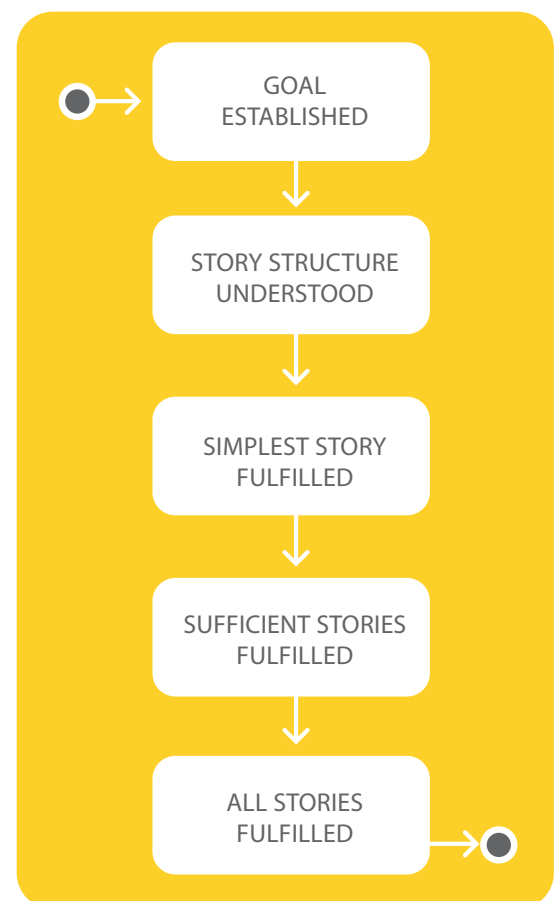 GOAL
ESTABLISHED
STORY STRUCTURE
UNDERSTOOD
SIMPLEST STORY
FULFILLED
SUFFICIENT STORIES
FULFILLED
ALL STORIES
FULFILLED